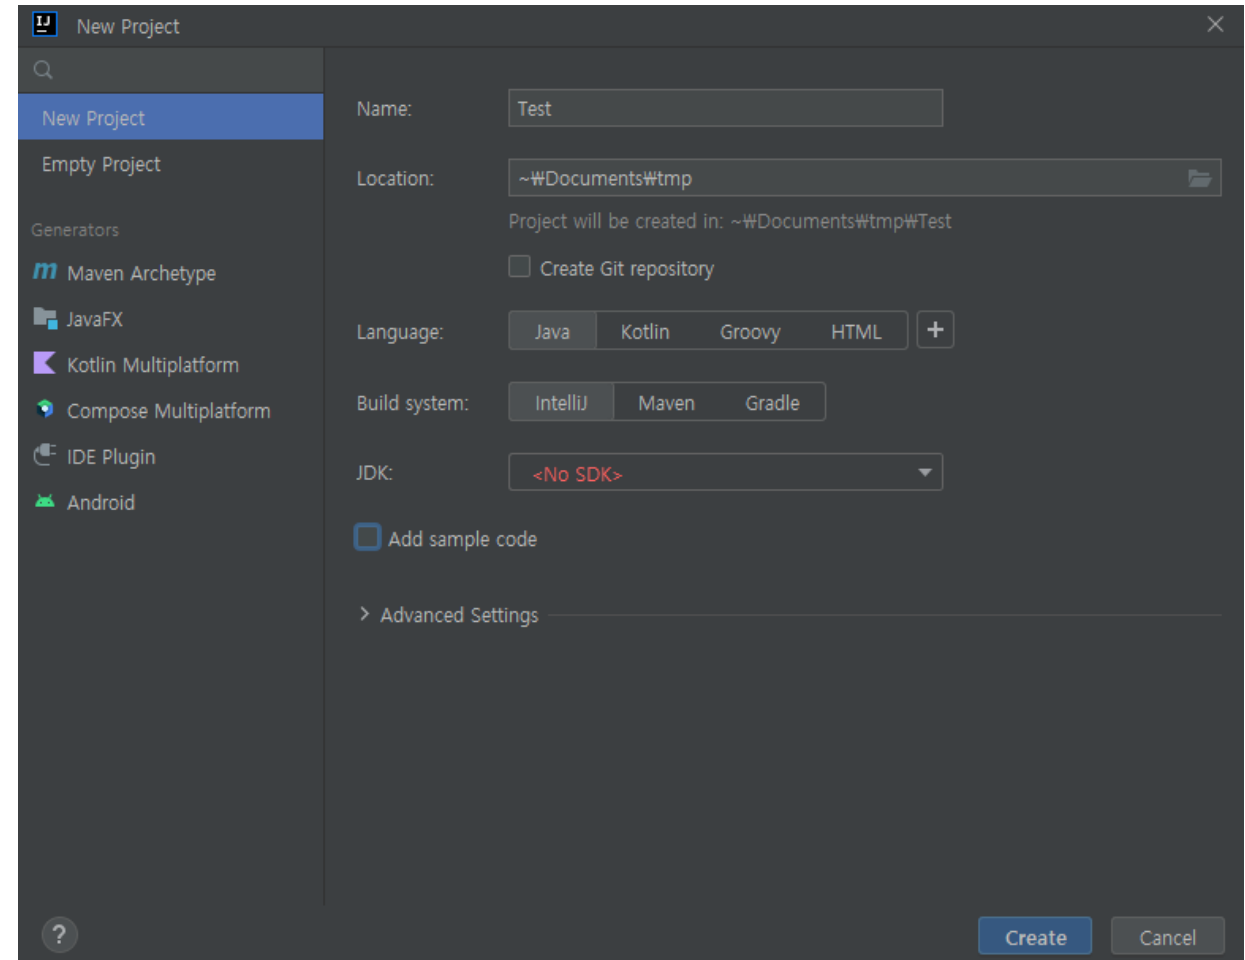 IJ
New Project
New Project
Empty Project
Generators
m Maven Archetype
JavaFX
Kotlin Multiplatform
Compose Multiplatform
IDE Plugin
Android
Name: Test
Location: ~₩Documents₩tmp
Project will be created in: ~₩Documents₩tmp₩Test
Create Git repository
Language: Java Kotlin Groovy HTML +
Build system: IntelliJ Maven Gradle
JDK: <No SDK>
Add sample code
Advanced Settings
? Create Cancel